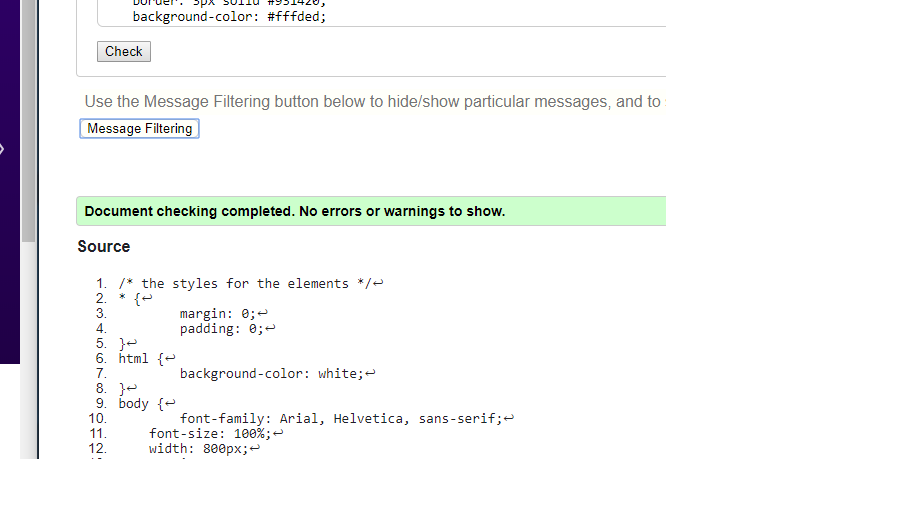 border: 3px solid #931420;
background-color: #fffded;
Check
Use the Message Filtering button below to hide/show particular messages, and to
Message Filtering
Document checking completed. No errors or warnings to show.
Source
1. /* the styles for the elements */↩
2. * {↩
3. margin: 0;↩
4. padding: 0;↩
5. }↩
6. html {↩
7. background-color: white;↩
8. }↩
9. body {↩
10. font-family: Arial, Helvetica, sans-serif;↩
11. font-size: 100%;↩
12. width: 800px;↩